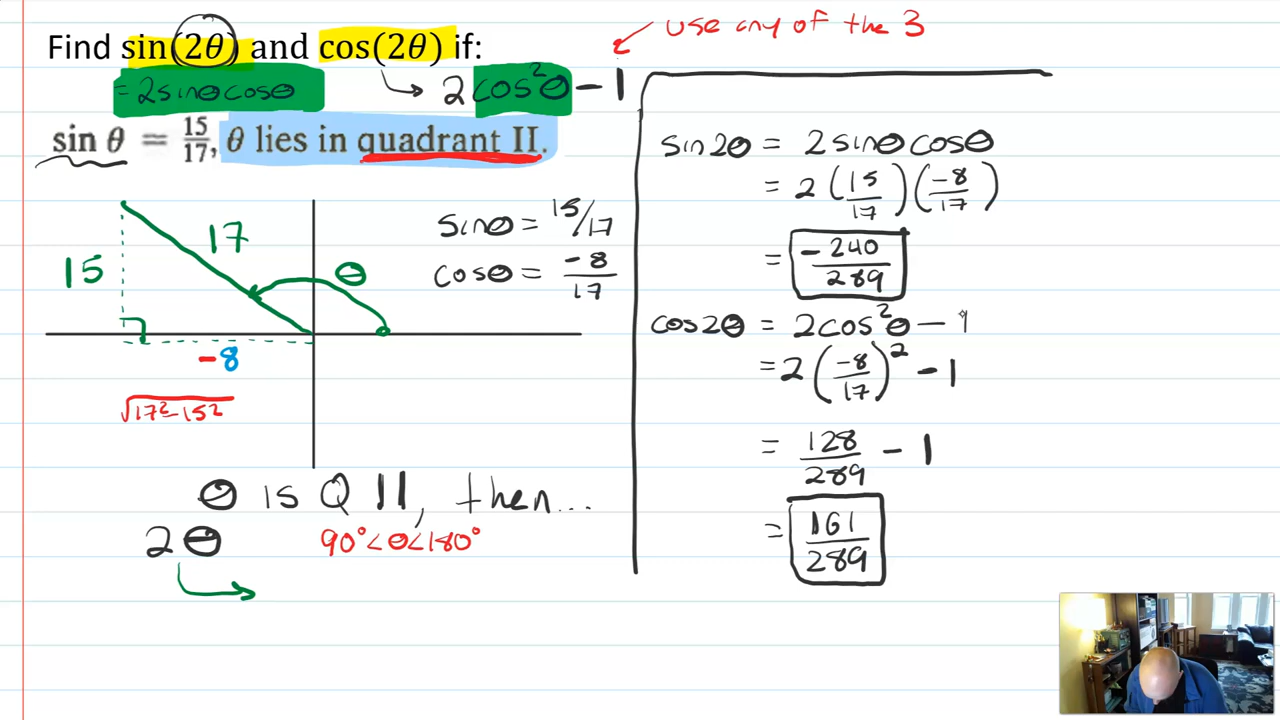 use any of the 3
Find sin(2θ) and cos(2θ) if:
= 2sinθcosθ
2cos²θ − 1
sin θ = 15/17, θ lies in quadrant II.
17
15
θ
-8
√17²-15²
sinθ = 15/17
cosθ = -8/17
θ is Q II, then...
2θ
90°<θ<180°
sin2θ = 2sinθcosθ
= 2(15/17)(-8/17)
= -240/289
cos2θ = 2cos²θ − 1
= 2(-8/17)² - 1
= 128/289 - 1
= 161/289